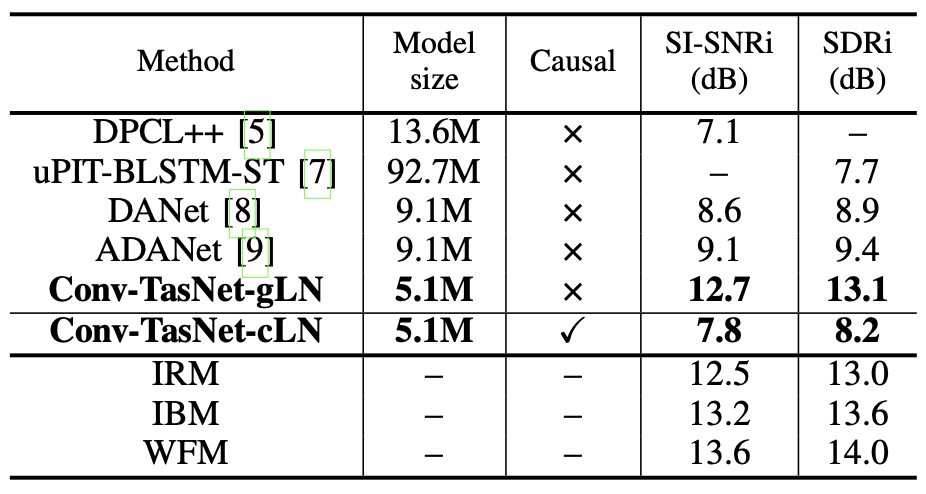 Method Model size Causal SI-SNRi (dB) SDRi (dB)
DPCL++ [5] 13.6M × 7.1 –
uPIT-BLSTM-ST [7] 92.7M × – 7.7
DANet [8] 9.1M × 8.6 8.9
ADANet [9] 9.1M × 9.1 9.4
Conv-TasNet-gLN 5.1M × 12.7 13.1
Conv-TasNet-cLN 5.1M ✓ 7.8 8.2
IRM – – 12.5 13.0
IBM – – 13.2 13.6
WFM – – 13.6 14.0